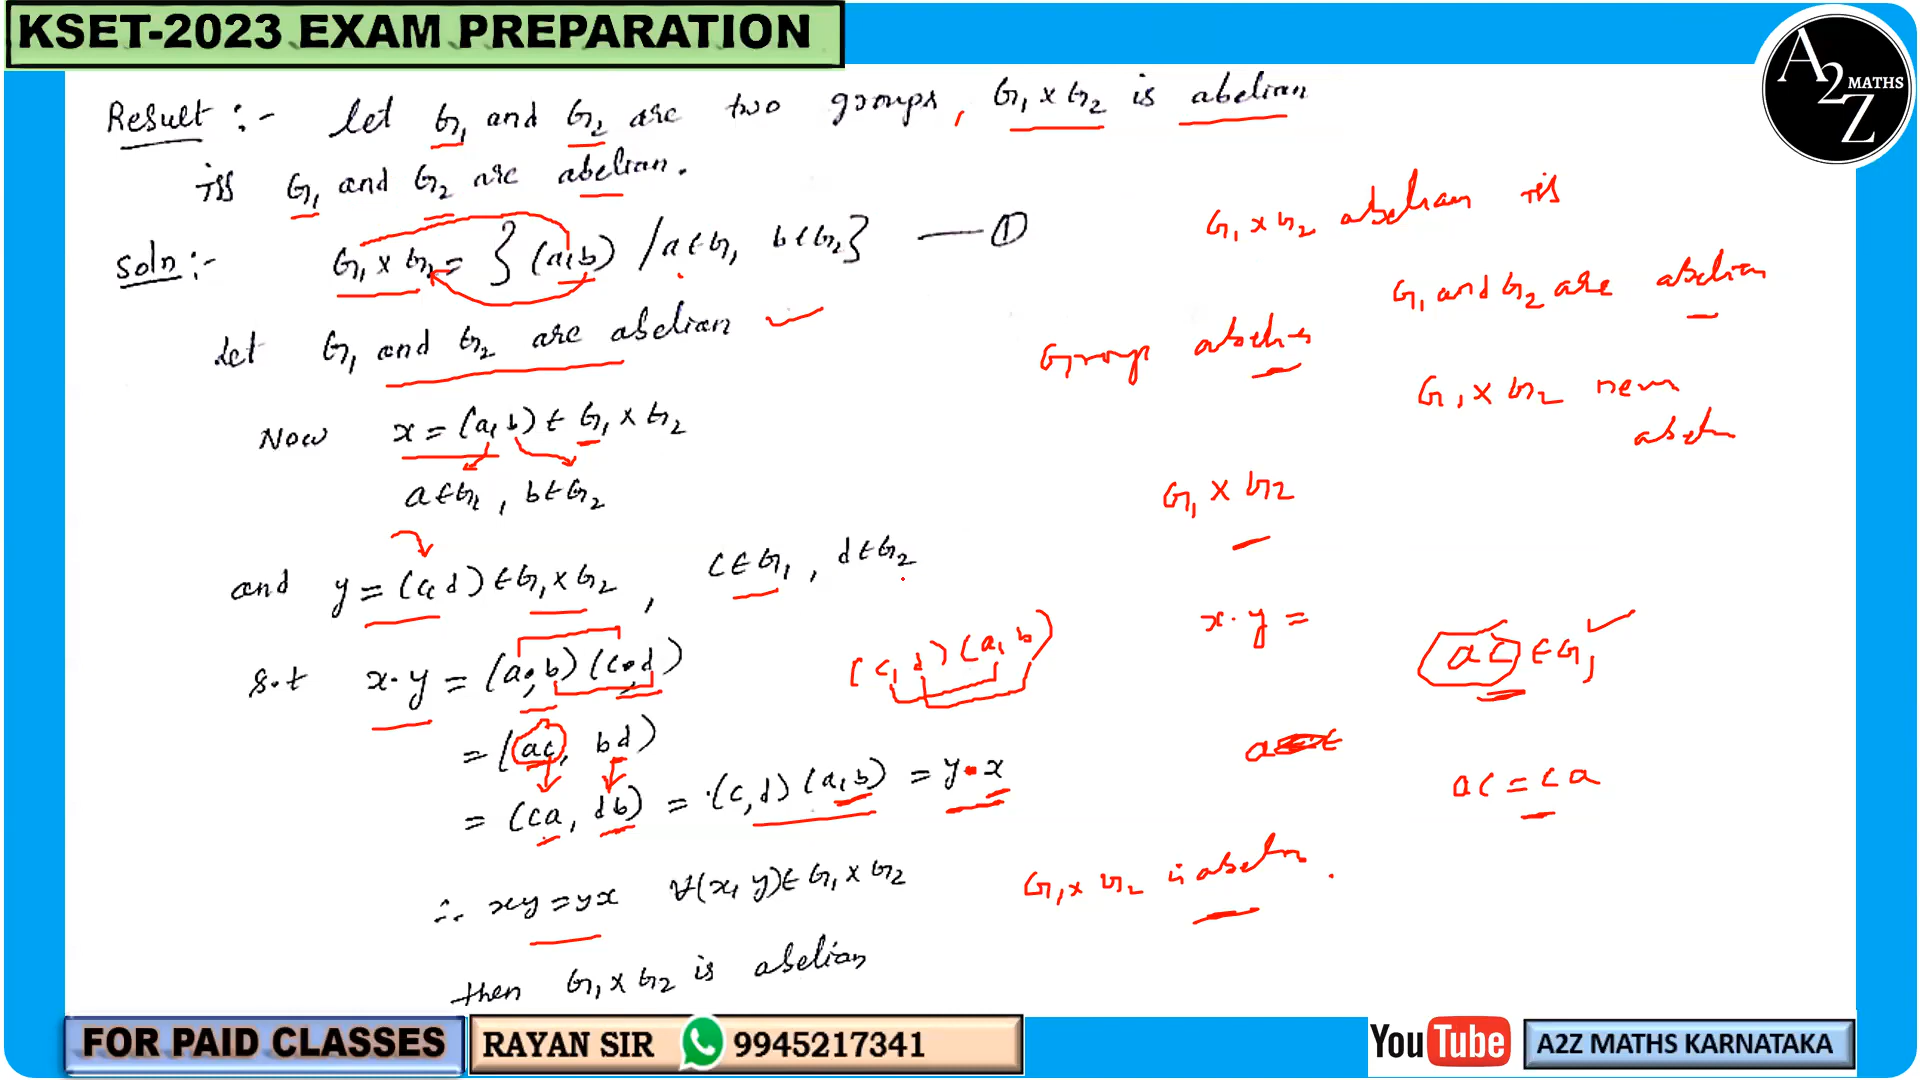 KSET-2023 EXAM PREPARATION
A2Z MATHS
Result :- let G₁ and G₂ are two groups, G₁ × G₂ is abelian
iff G₁ and G₂ are abelian.
G₁ × G₂ abelian iff
Soln :- G₁ × G₂ = } (a, b) / a ∈ G₁, b ∈ G₂ } — ①
G₁ and G₂ are abelian
let G₁ and G₂ are abelian ✓
Group abelian
G₁ × G₂
Now x = (a, b) ∈ G₁ × G₂
a ∈ G₁, b ∈ G₂
G₁ × G₂
and y = (c, d) ∈ G₁ × G₂, c ∈ G₁, d ∈ G₂
x · y =
s.t x · y = (a, b) (c, d)
(c, d) (a, b)
ac ∈ G₁ ✓
= (ac, bd)
= (ca, db) = (c, d) (a, b) = y · x
ac = ca
∴ xy = yx ∀ (x, y) ∈ G₁ × G₂
G₁ × G₂ is abelian.
then G₁ × G₂ is abelian
FOR PAID CLASSES
RAYAN SIR 9945217341
YouTube
A2Z MATHS KARNATAKA